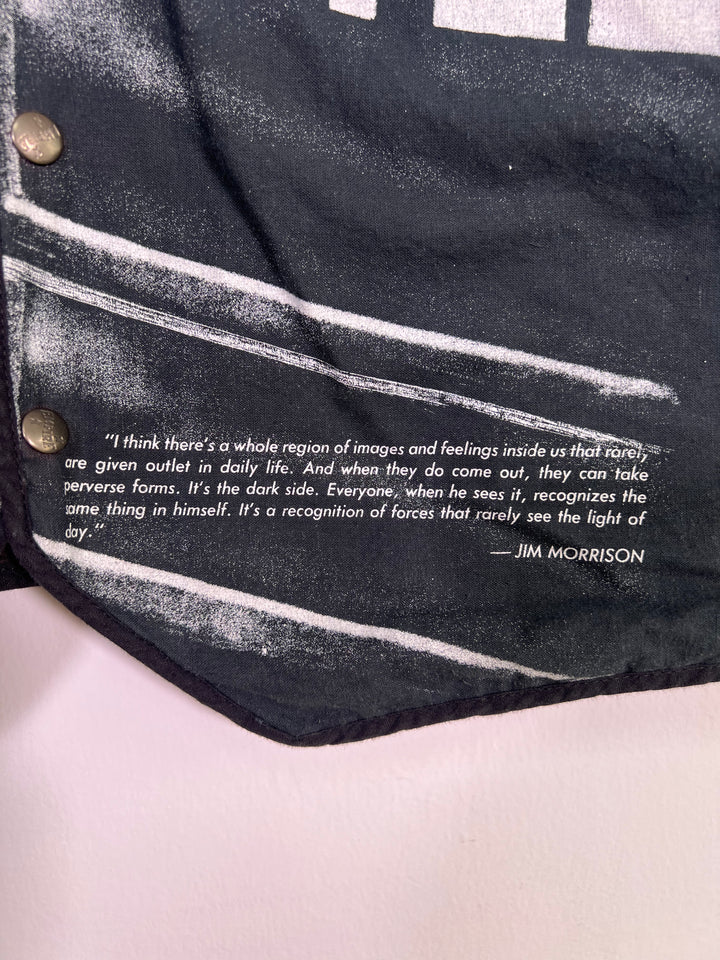 "I think there's a whole region of images and feelings inside us that rarely
are given outlet in daily life. And when they do come out, they can take
perverse forms. It's the dark side. Everyone, when he sees it, recognizes the
same thing in himself. It's a recognition of forces that rarely see the light of
day."
— JIM MORRISON